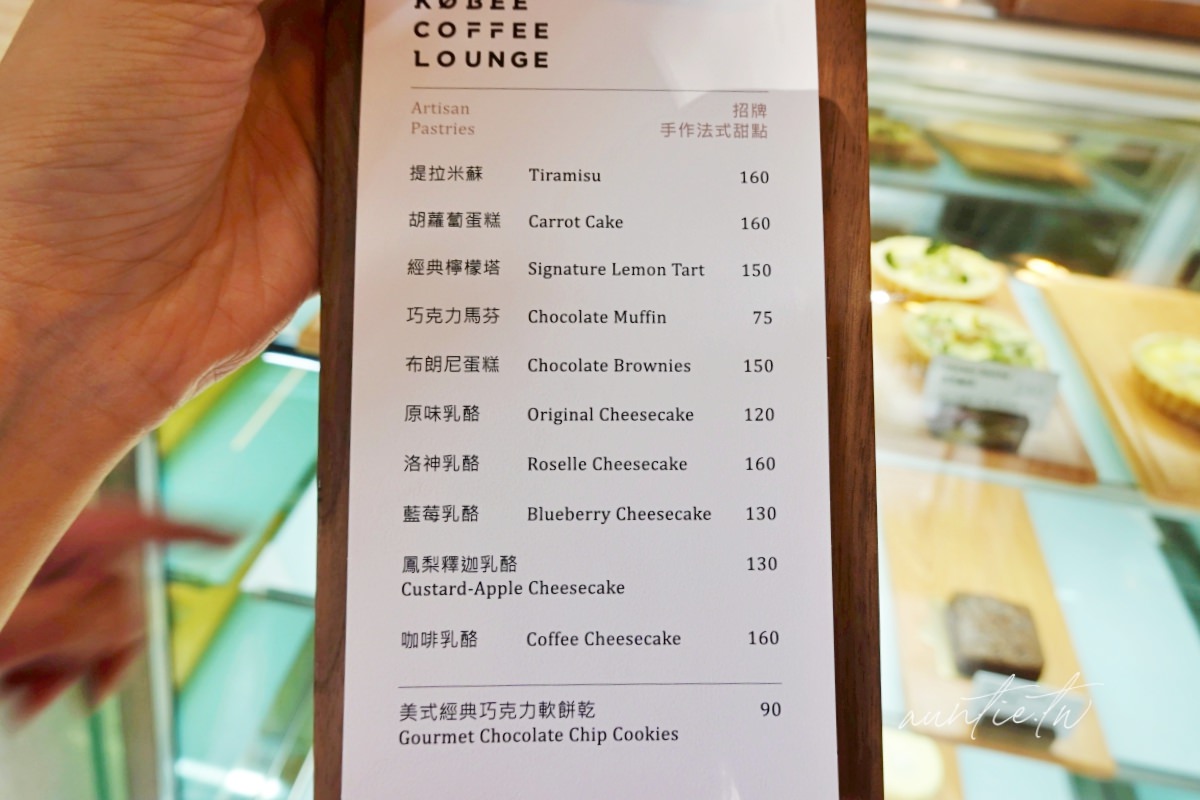 KØBEE
COFFEE
LOUNGE
Artisan 招牌
Pastries 手作法式甜點
提拉米蘇 Tiramisu 160
胡蘿蔔蛋糕 Carrot Cake 160
經典檸檬塔 Signature Lemon Tart 150
巧克力馬芬 Chocolate Muffin 75
布朗尼蛋糕 Chocolate Brownies 150
原味乳酪 Original Cheesecake 120
洛神乳酪 Roselle Cheesecake 160
藍莓乳酪 Blueberry Cheesecake 130
鳳梨釋迦乳酪 130
Custard-Apple Cheesecake
咖啡乳酪 Coffee Cheesecake 160
美式經典巧克力軟餅乾 90
Gourmet Chocolate Chip Cookies
auntie.tw